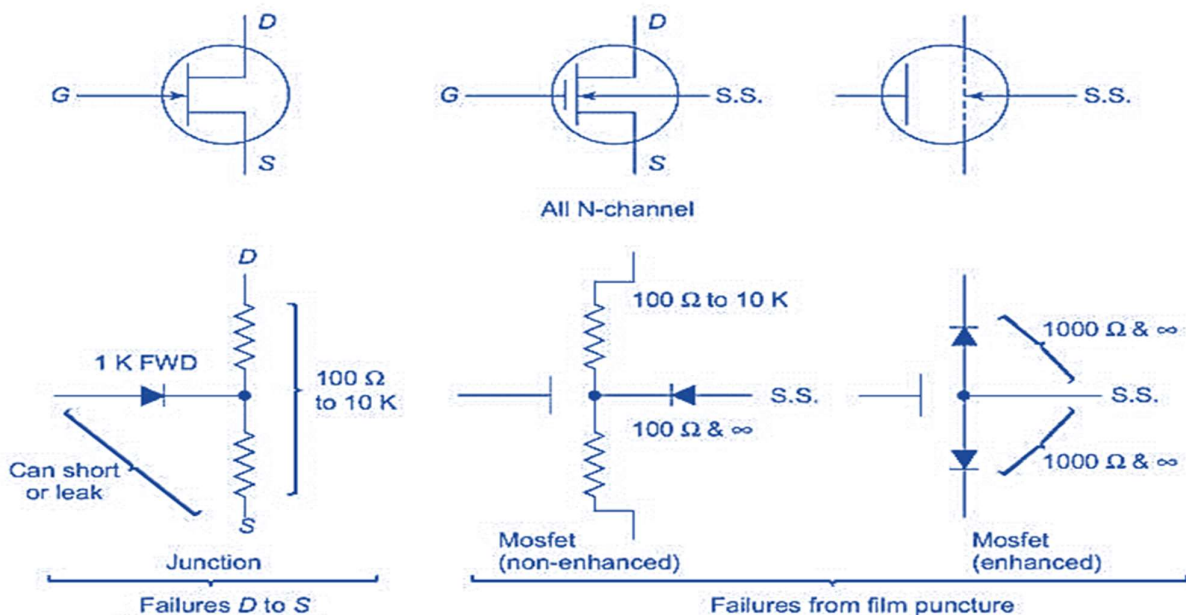 D
G
S
D
G
S.S.
S
S.S.
All N-channel
D
1 K FWD
100 Ω
to 10 K
Can short
or leak
S
Junction
Failures D to S
100 Ω to 10 K
S.S.
100 Ω & ∞
Mosfet
(non-enhanced)
1000 Ω & ∞
S.S.
1000 Ω & ∞
Mosfet
(enhanced)
Failures from film puncture